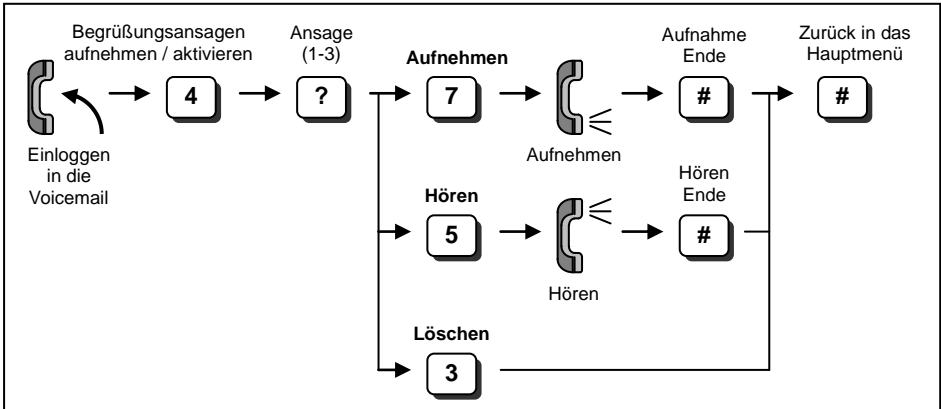 Begrüßungsansagen
aufnehmen / aktivieren
4
Ansage
(1-3)
?
Einloggen
in die
Voicemail
Aufnehmen
7
Aufnehmen
Aufnahme
Ende
#
Zurück in das
Hauptmenü
#
Hören
5
Hören
Hören
Ende
#
Löschen
3